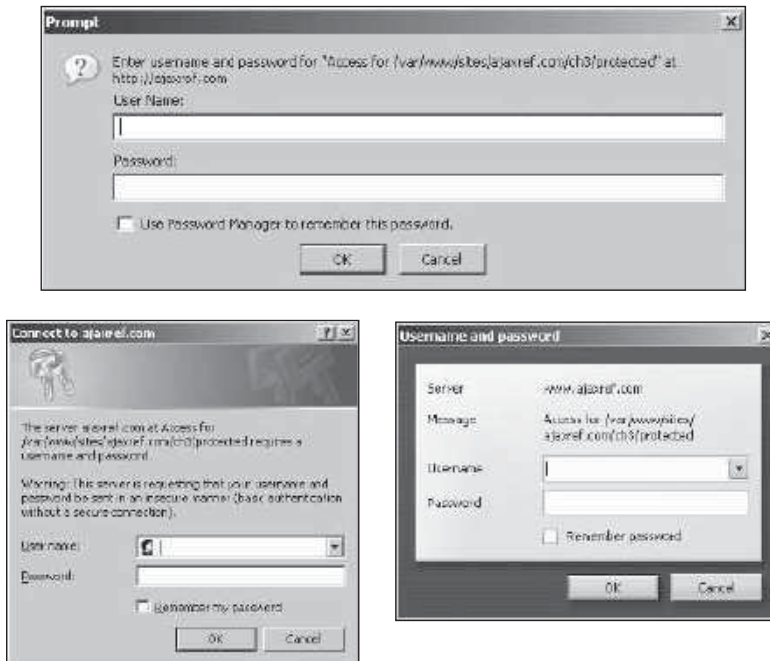 Prompt
Enter username and password for "Access for /var/www/sites/ajaxref.com/ch3/protected" at
http://ajaxref.com
User Name:
Password:
Use Password Manager to remember this password.
OK Cancel
Connect to ajaxref.com
The server ajaxref.com at Access for
/var/www/sites/ajaxref.com/ch3/protected requires a
username and password.
Warning: This server is requesting that your username and
password be sent in an insecure manner (basic authentication
without a secure connection).
User name:
Password:
Remember my password
OK Cancel
Username and password
Server www.ajaxref.com
Message Access for /var/www/sites/
ajaxref.com/ch3/protected
Username
Password
Remember password
OK Cancel